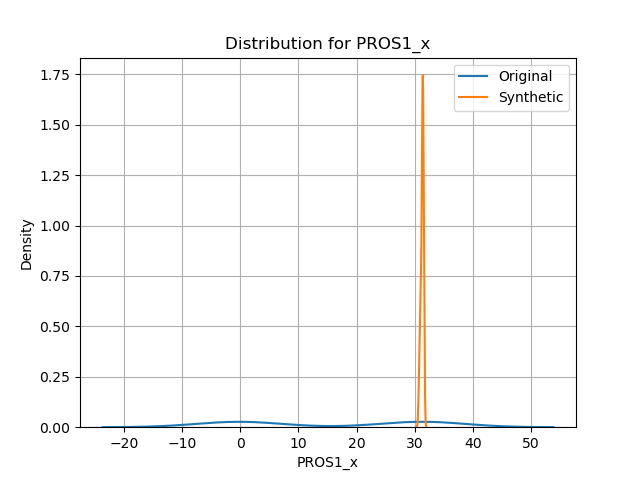 Distribution for PROS1_x
Original
Synthetic
Density
1.75
1.50
1.25
1.00
0.75
0.50
0.25
0.00
−20 −10 0 10 20 30 40 50
PROS1_x